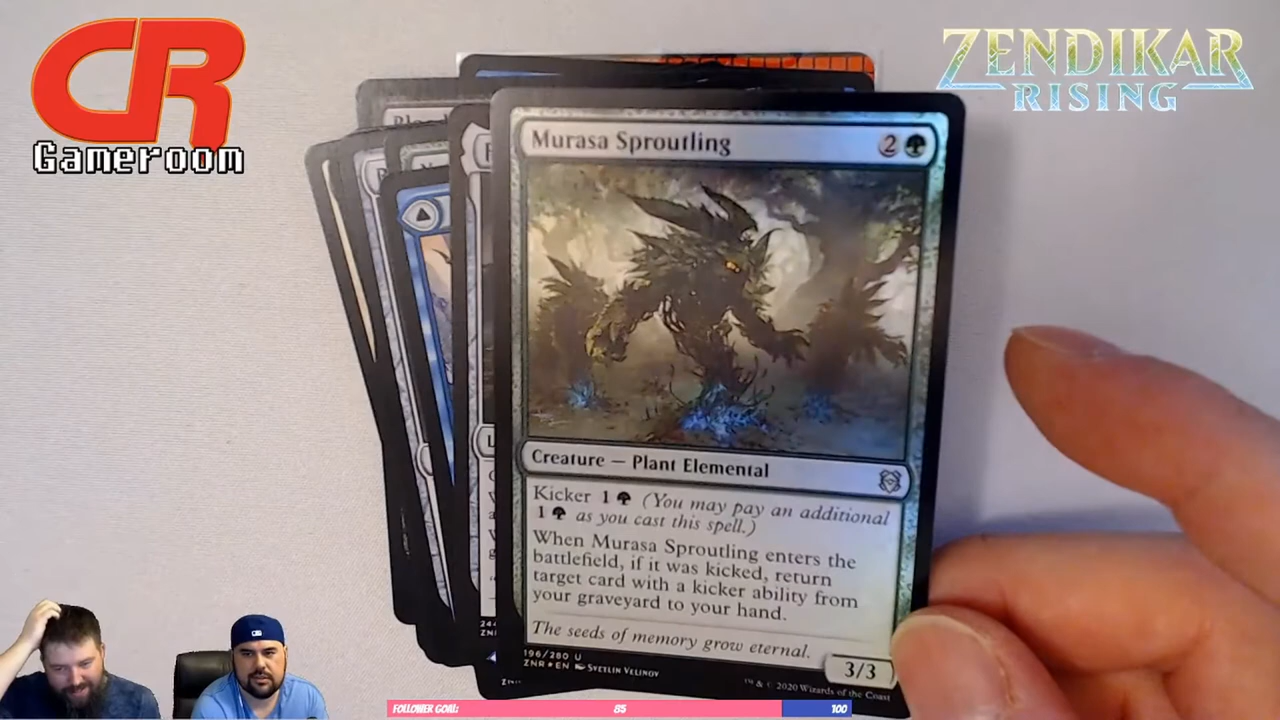 CR
Gameroom
ZENDIKAR
RISING
Murasa Sproutling
2
Creature — Plant Elemental
Kicker 1 (You may pay an additional
1 as you cast this spell.)
When Murasa Sproutling enters the
battlefield, if it was kicked, return
target card with a kicker ability from
your graveyard to your hand.
The seeds of memory grow eternal.
196/280 U
ZNR EN Svetlin Velinov
3/3
™ & © 2020 Wizards of the Coast
FOLLOWER GOAL: 85 100